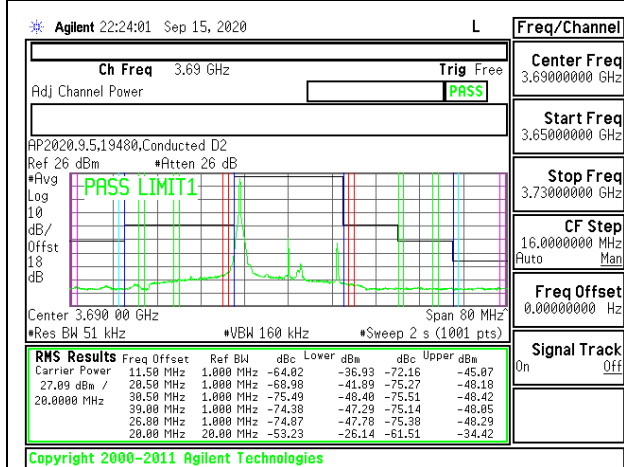 Agilent 22:24:01 Sep 15, 2020 L
Ch Freq 3.69 GHz Trig Free
Adj Channel Power PASS
AP2020.9.5,19480,Conducted D2
Ref 26 dBm #Atten 26 dB
#Avg
Log
10
dB/
Offst
18
dB
PASS LIMIT1
Center 3.690 00 GHz Span 80 MHz
#Res BW 51 kHz #VBW 160 kHz #Sweep 2 s (1001 pts)
RMS Results Freq Offset Ref BW dBc Lower dBm dBc Upper dBm
Carrier Power 11.50 MHz 1.000 MHz -64.02 -36.93 -72.16 -45.07
27.09 dBm / 20.50 MHz 1.000 MHz -68.98 -41.89 -75.27 -48.18
20.0000 MHz 30.50 MHz 1.000 MHz -75.49 -48.40 -75.51 -48.42
39.00 MHz 1.000 MHz -74.38 -47.29 -75.14 -48.05
26.80 MHz 1.000 MHz -74.87 -47.78 -75.38 -48.29
20.00 MHz 20.00 MHz -53.23 -26.14 -61.51 -34.42
Copyright 2000-2011 Agilent Technologies
Freq/Channel
Center Freq
3.69000000 GHz
Start Freq
3.65000000 GHz
Stop Freq
3.73000000 GHz
CF Step
16.0000000 MHz
Auto Man
Freq Offset
0.00000000 Hz
Signal Track
On Off